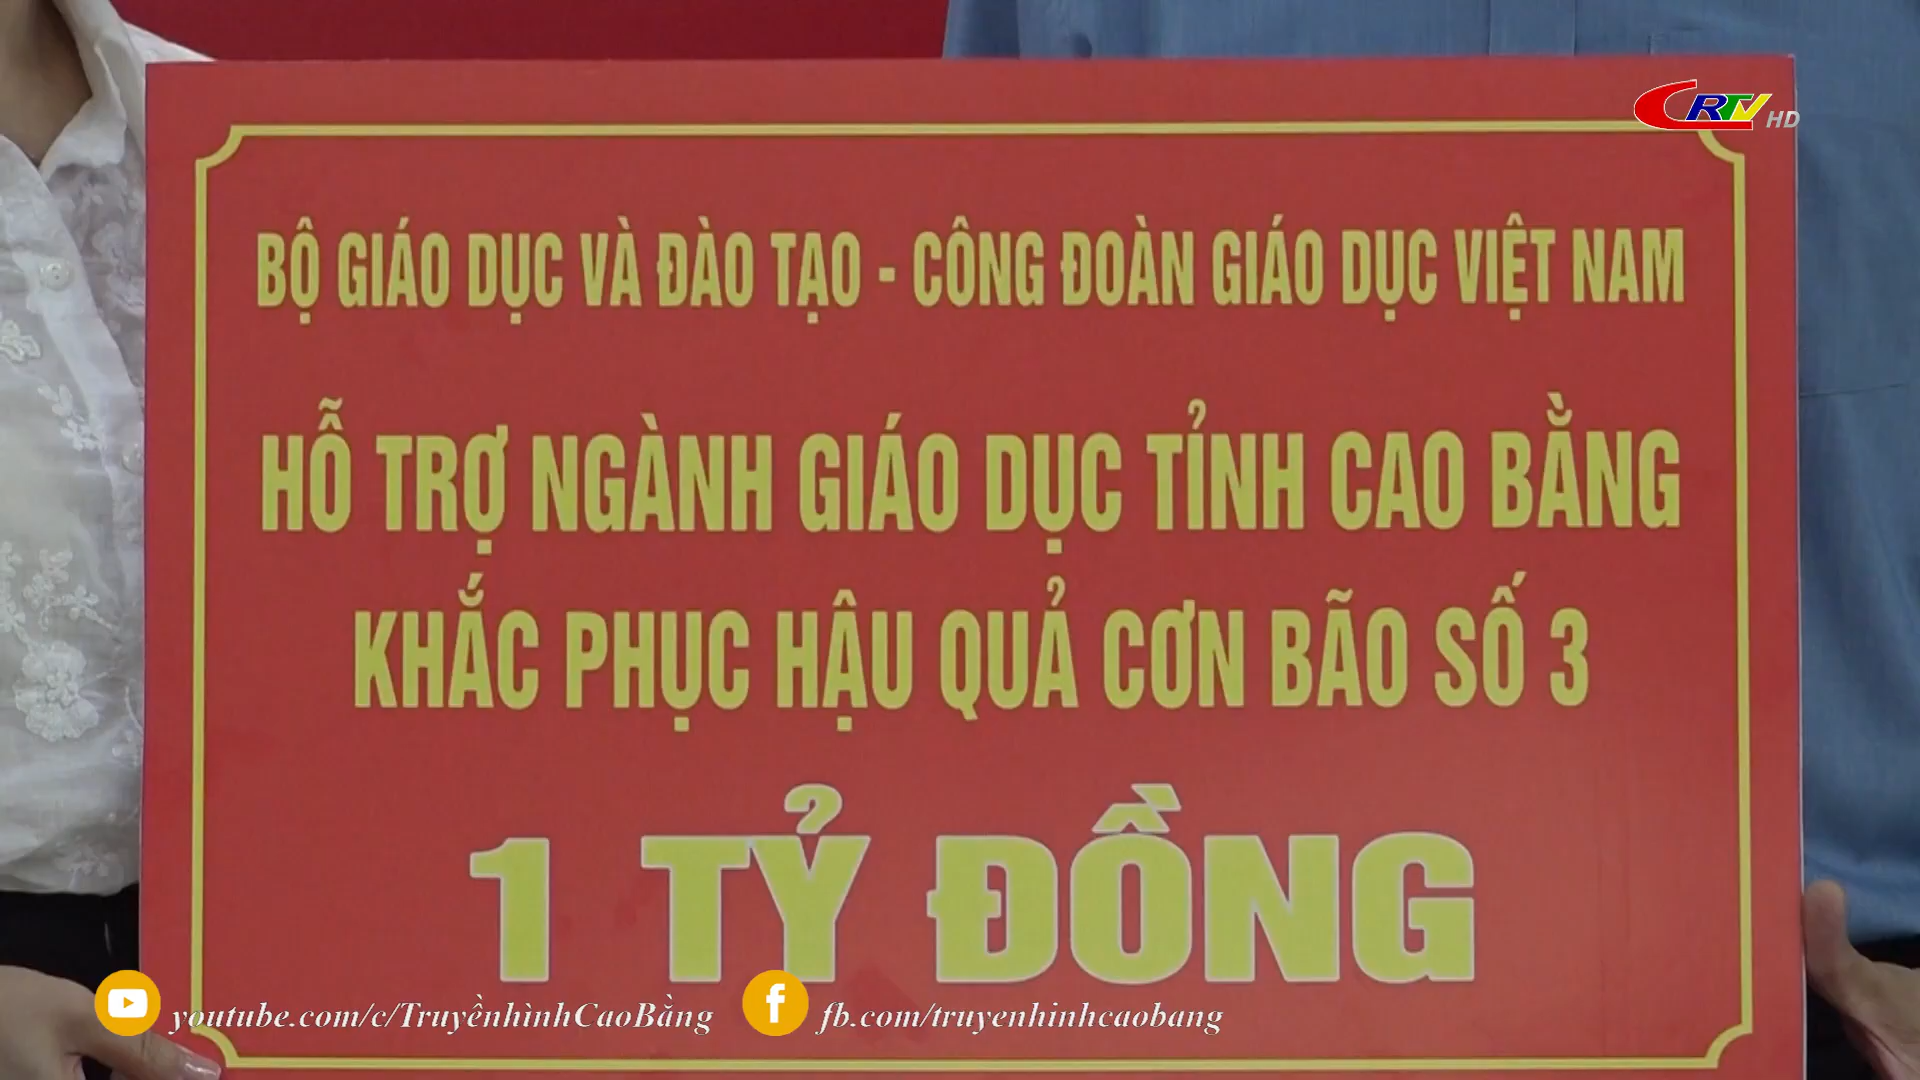 CRTV HD
BỘ GIÁO DỤC VÀ ĐÀO TẠO - CÔNG ĐOÀN GIÁO DỤC VIỆT NAM
HỖ TRỢ NGÀNH GIÁO DỤC TỈNH CAO BẰNG
KHẮC PHỤC HẬU QUẢ CƠN BÃO SỐ 3
1 TỶ ĐỒNG
youtube.com/c/TruyềnhìnhCaoBằng fb.com/truyenhinhcaobang